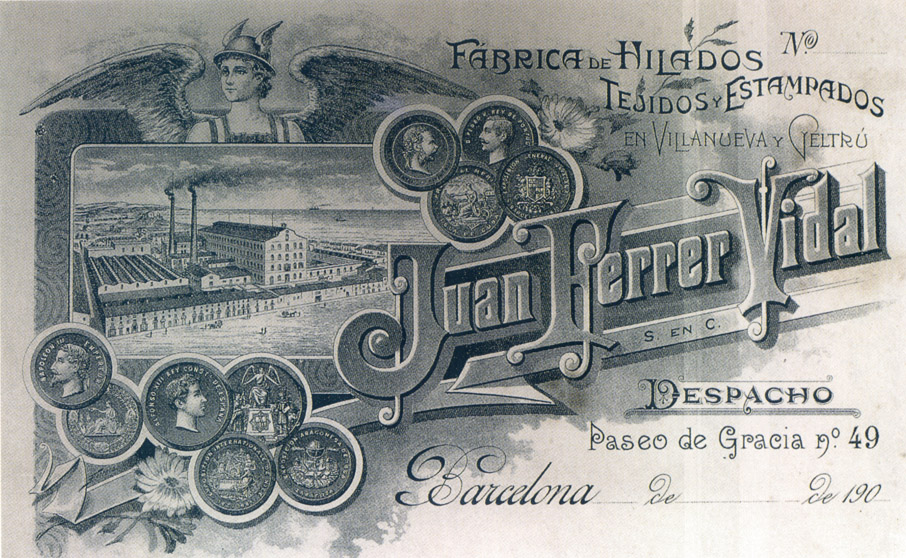 FÁBRICA DE HILADOS Nº
TEJIDOS Y ESTAMPADOS
EN VILLANUEVA Y GELTRÚ
Juan Ferrer Vidal
S. EN C.
DESPACHO
Paseo de Gracia nº 49
Barcelona de de 190